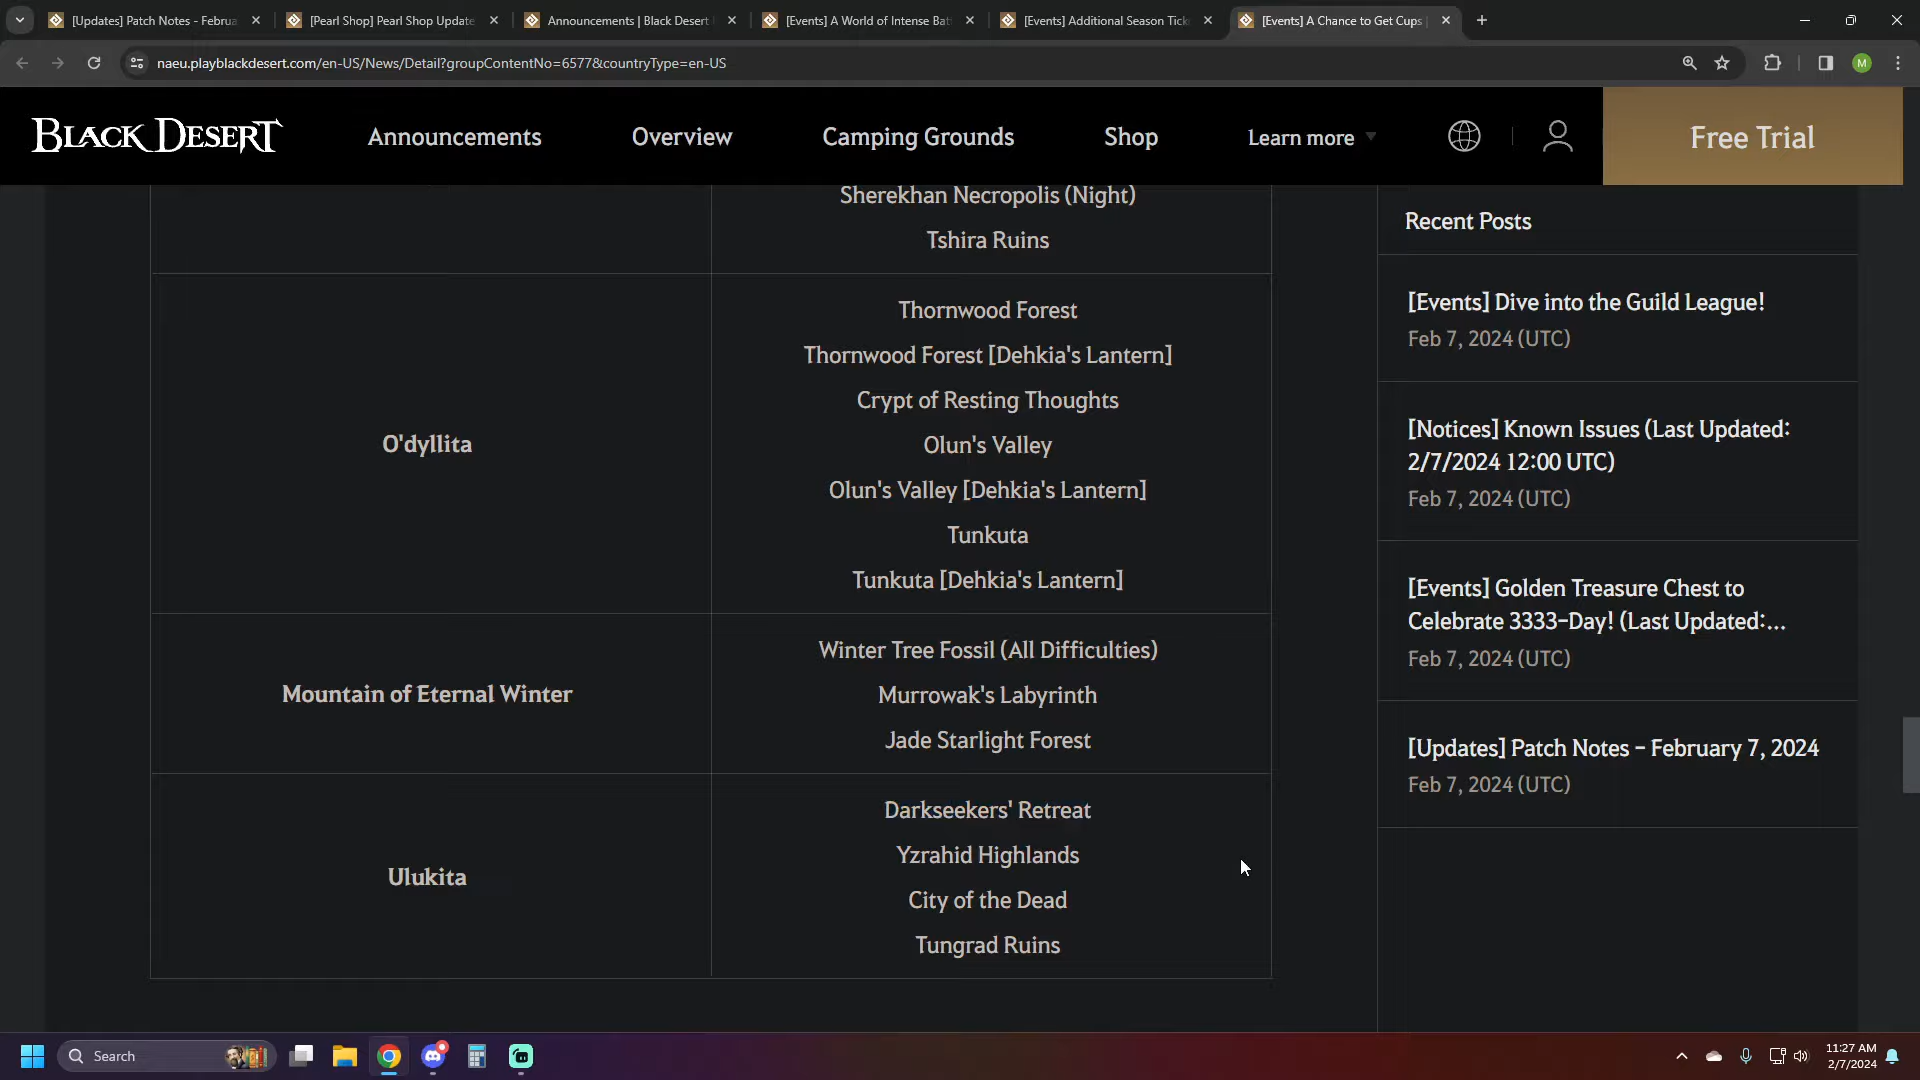 [Updates] Patch Notes - Februa
[Pearl Shop] Pearl Shop Update
Announcements | Black Desert
[Events] A World of Intense Bat
[Events] Additional Season Tick
[Events] A Chance to Get Cups
naeu.playblackdesert.com/en-US/News/Detail?groupContentNo=6577&countryType=en-US
M
BLACK DESERT
Announcements
Overview
Camping Grounds
Shop
Learn more
Free Trial
Sherekhan Necropolis (Night)
Tshira Ruins
O'dyllita
Thornwood Forest
Thornwood Forest [Dehkia's Lantern]
Crypt of Resting Thoughts
Olun's Valley
Olun's Valley [Dehkia's Lantern]
Tunkuta
Tunkuta [Dehkia's Lantern]
Mountain of Eternal Winter
Winter Tree Fossil (All Difficulties)
Murrowak's Labyrinth
Jade Starlight Forest
Ulukita
Darkseekers' Retreat
Yzrahid Highlands
City of the Dead
Tungrad Ruins
Recent Posts
[Events] Dive into the Guild League!
Feb 7, 2024 (UTC)
[Notices] Known Issues (Last Updated:
2/7/2024 12:00 UTC)
Feb 7, 2024 (UTC)
[Events] Golden Treasure Chest to
Celebrate 3333-Day! (Last Updated:...
Feb 7, 2024 (UTC)
[Updates] Patch Notes - February 7, 2024
Feb 7, 2024 (UTC)
Search
11:27 AM
2/7/2024